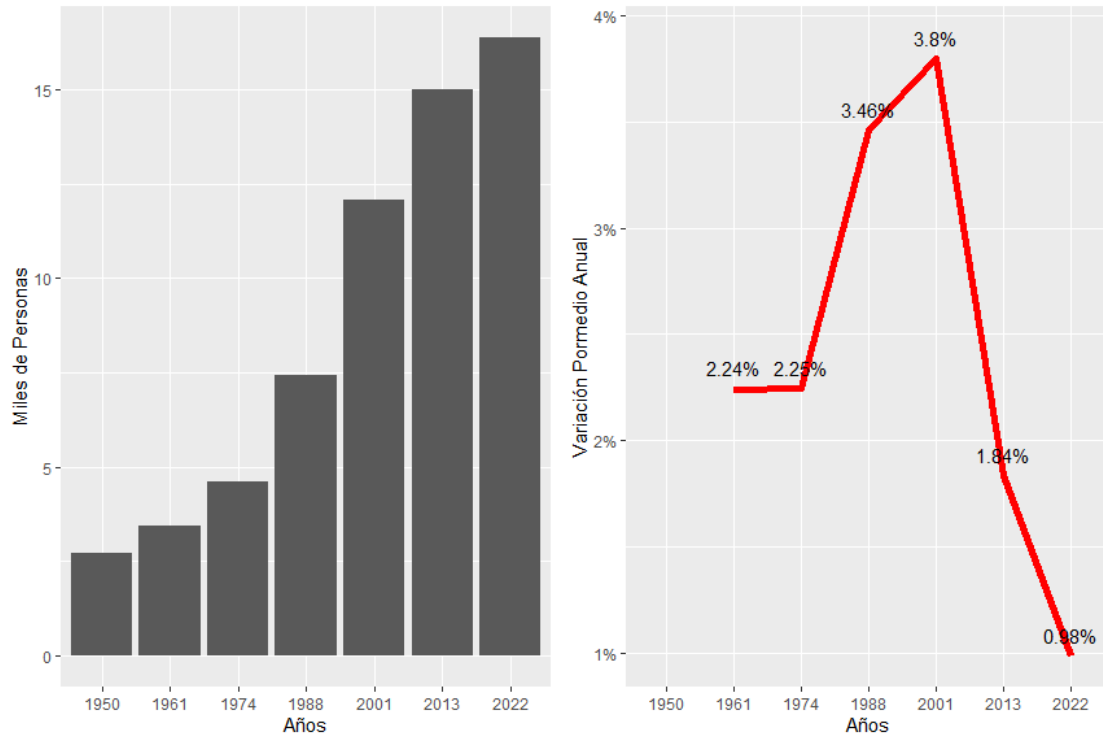 15
10
5
0
Miles de Personas
1950 1961 1974 1988 2001 2013 2022
Años
4%
3%
2%
1%
Variación Pormedio Anual
2.24%
2.25%
3.46%
3.8%
1.84%
0.98%
1950 1961 1974 1988 2001 2013 2022
Años